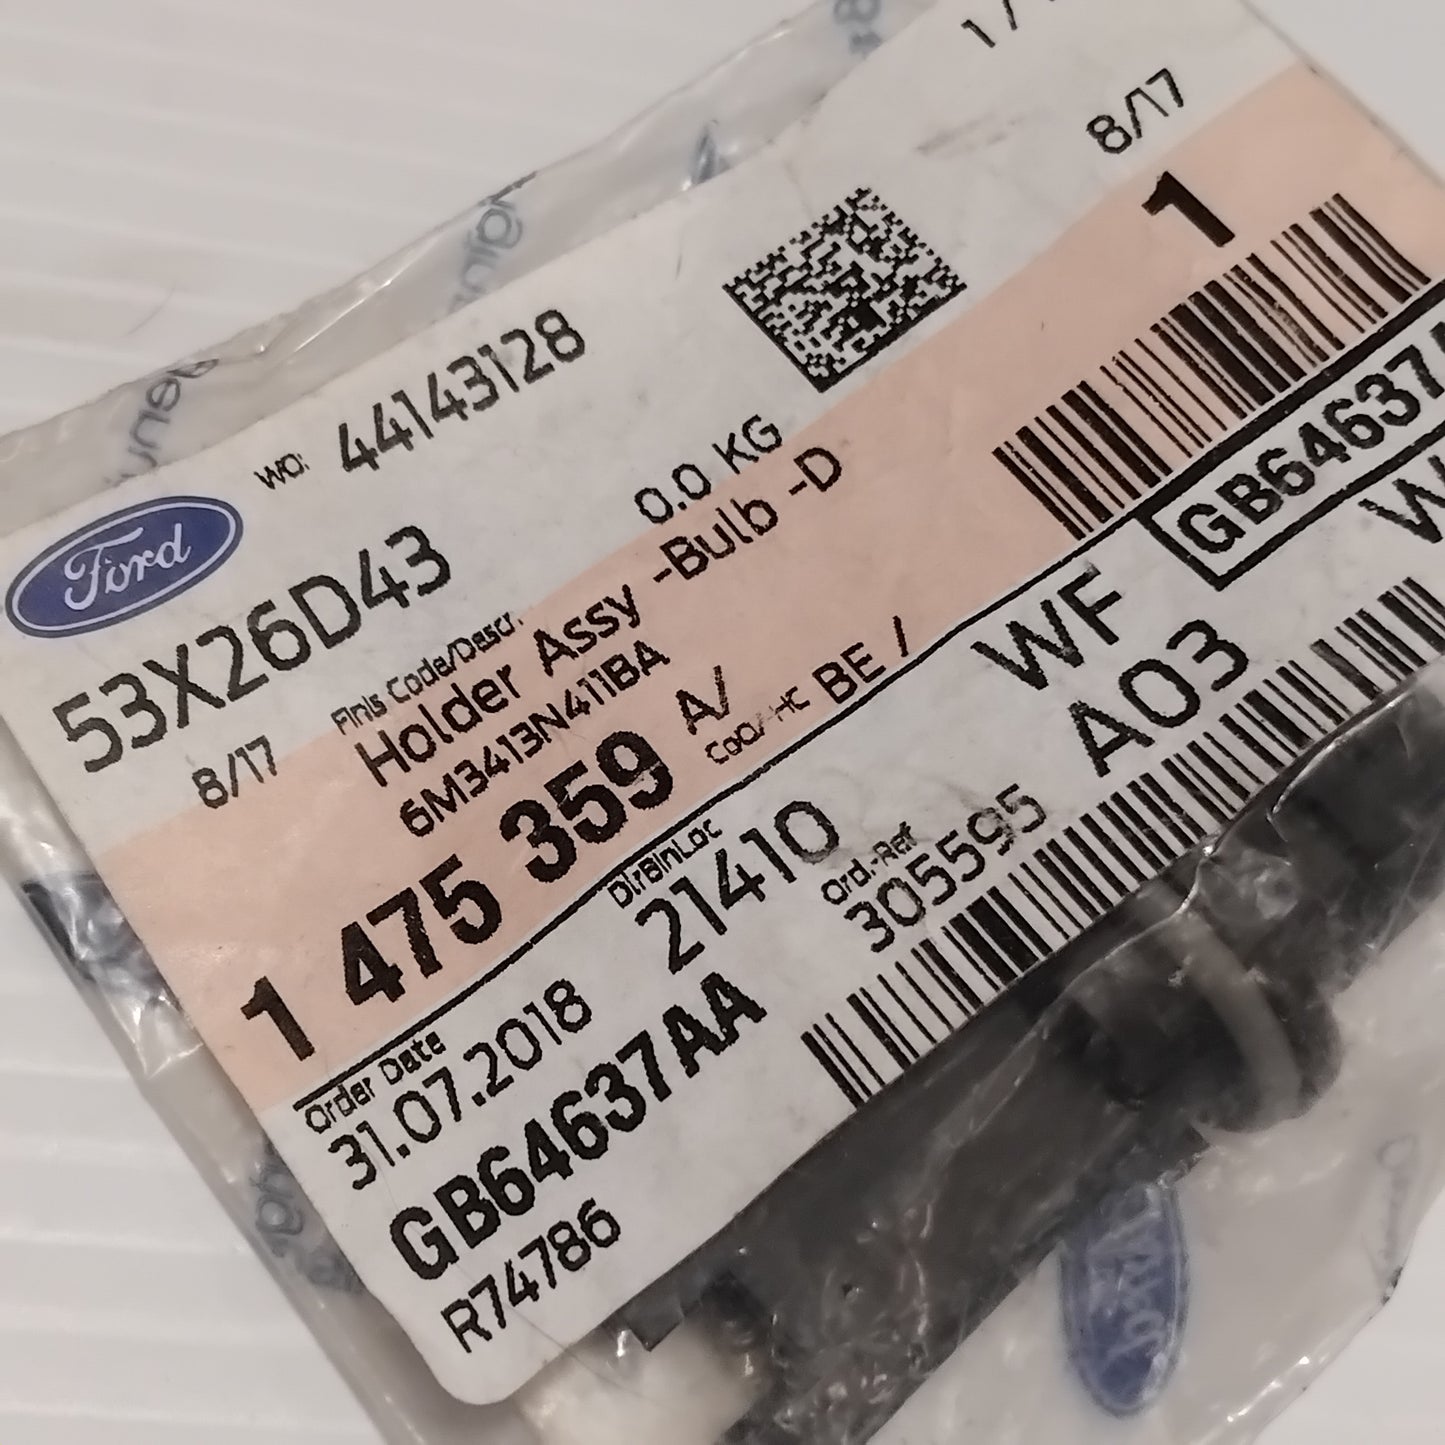 Ford
WO: 44143128
53X26D43
0.0 KG
8/17
8/17
1
Finis Code/Descr.
Holder Assy -Bulb -D
6M3413N411BA
1 475 359 A/
CoO/ HC BE /
Order Date
31.07.2018
DlrBinLoc
21410
WF
GB64637A
GB64637AA
Ord.-Ref
305595
A03
R74786
Ford